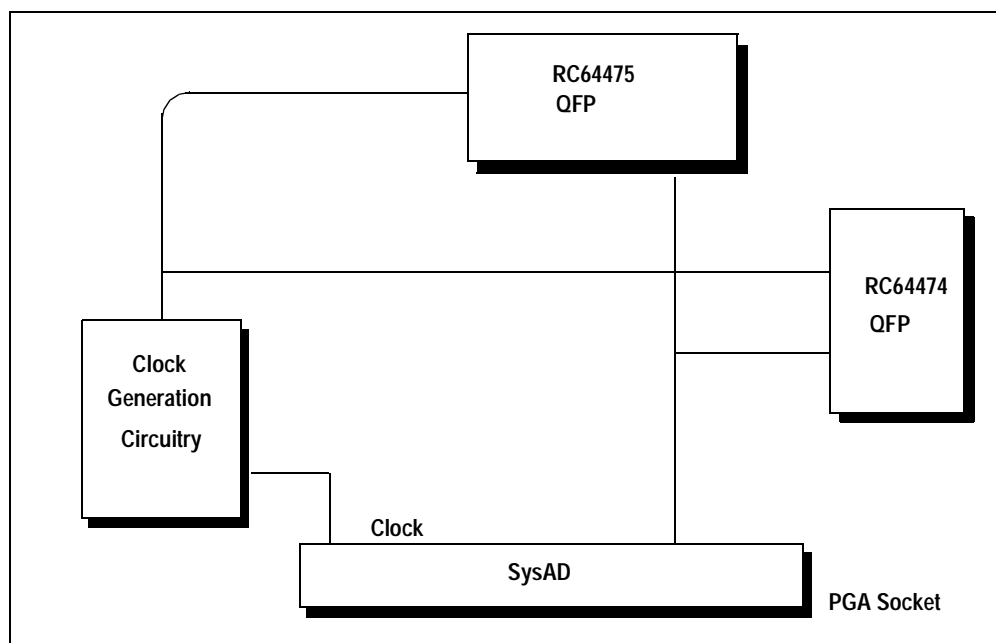 RC64475
QFP
RC64474
QFP
Clock
Generation
Circuitry
Clock
SysAD
PGA Socket